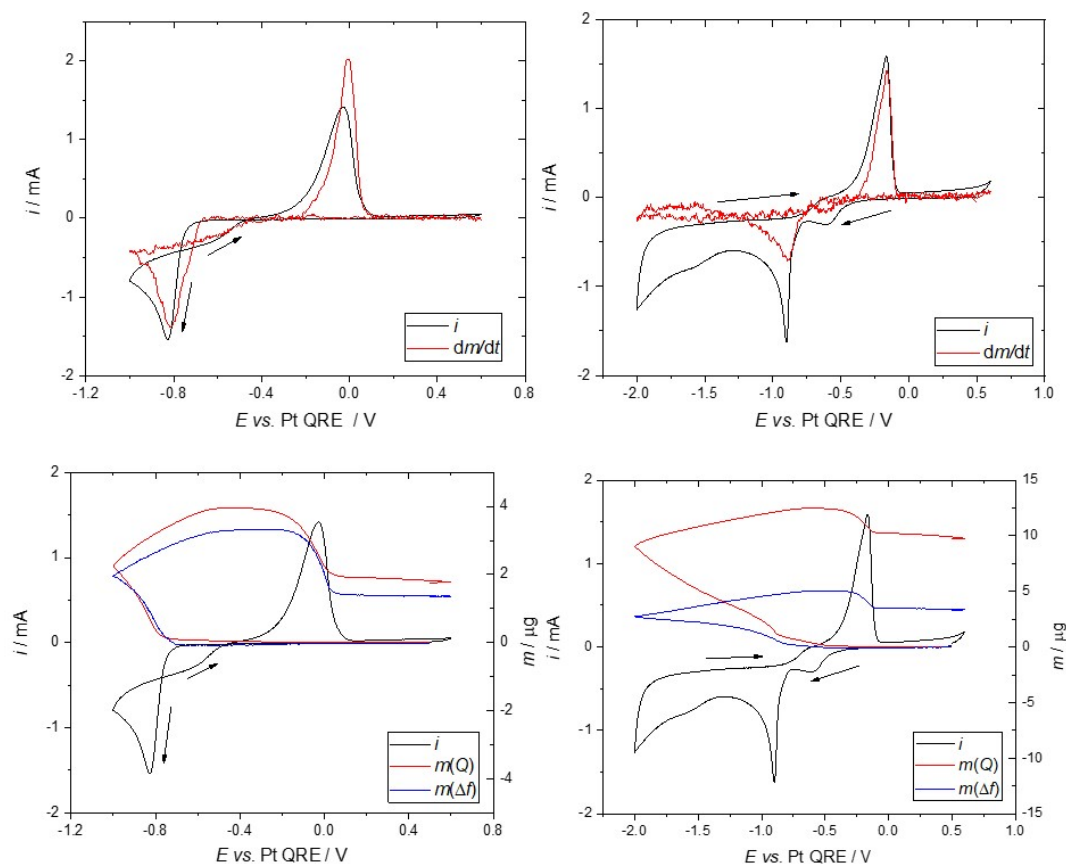 2
1
0
-1
-2
i / mA
-1.2
-0.8
-0.4
0.0
0.4
0.8
E vs. Pt QRE / V
i
dm/dt
2
1
0
-1
-2
i / mA
-2.0
-1.5
-1.0
-0.5
0.0
0.5
1.0
E vs. Pt QRE / V
i
dm/dt
2
1
0
-1
-2
i / mA
4
2
0
-2
-4
m / µg
-1.2
-0.8
-0.4
0.0
0.4
0.8
E vs. Pt QRE / V
i
m(Q)
m(Δf)
2
1
0
-1
-2
i / mA
15
10
5
0
-5
-10
-15
m / µg
-2.0
-1.5
-1.0
-0.5
0.0
0.5
1.0
E vs. Pt QRE / V
i
m(Q)
m(Δf)